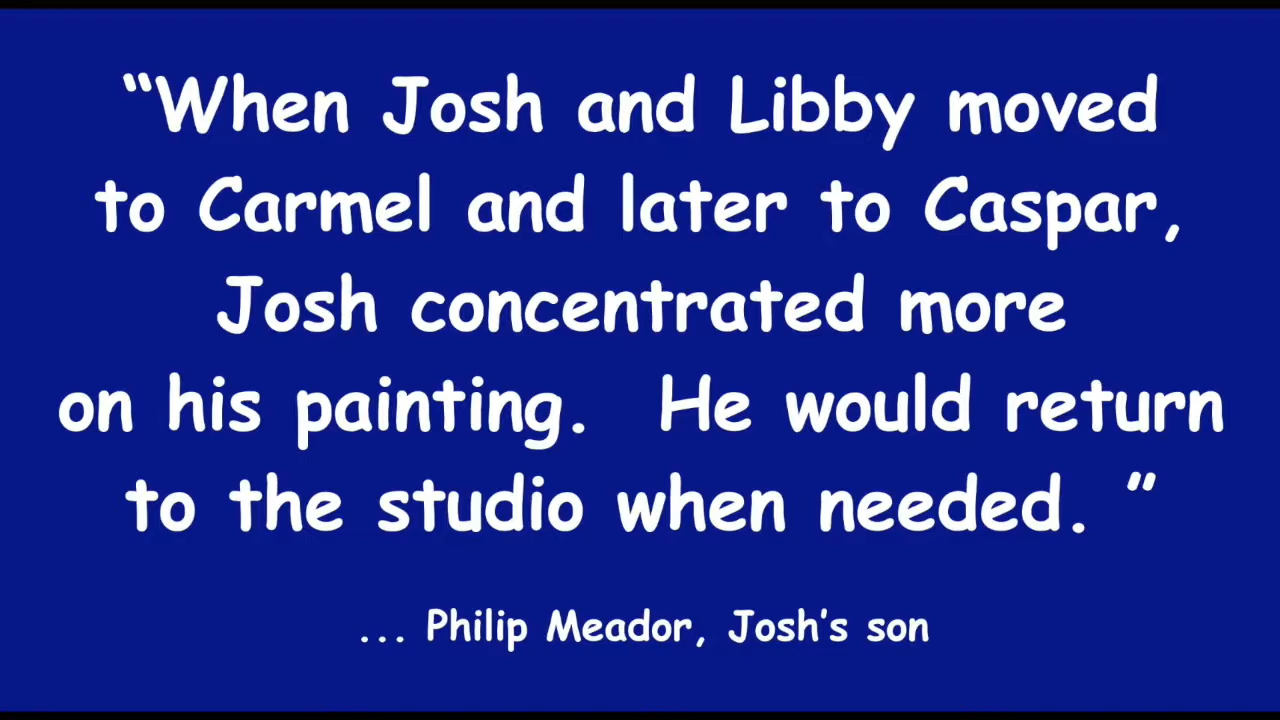 “When Josh and Libby moved
to Carmel and later to Caspar,
Josh concentrated more
on his painting.  He would return
to the studio when needed. ”
... Philip Meador, Josh’s son